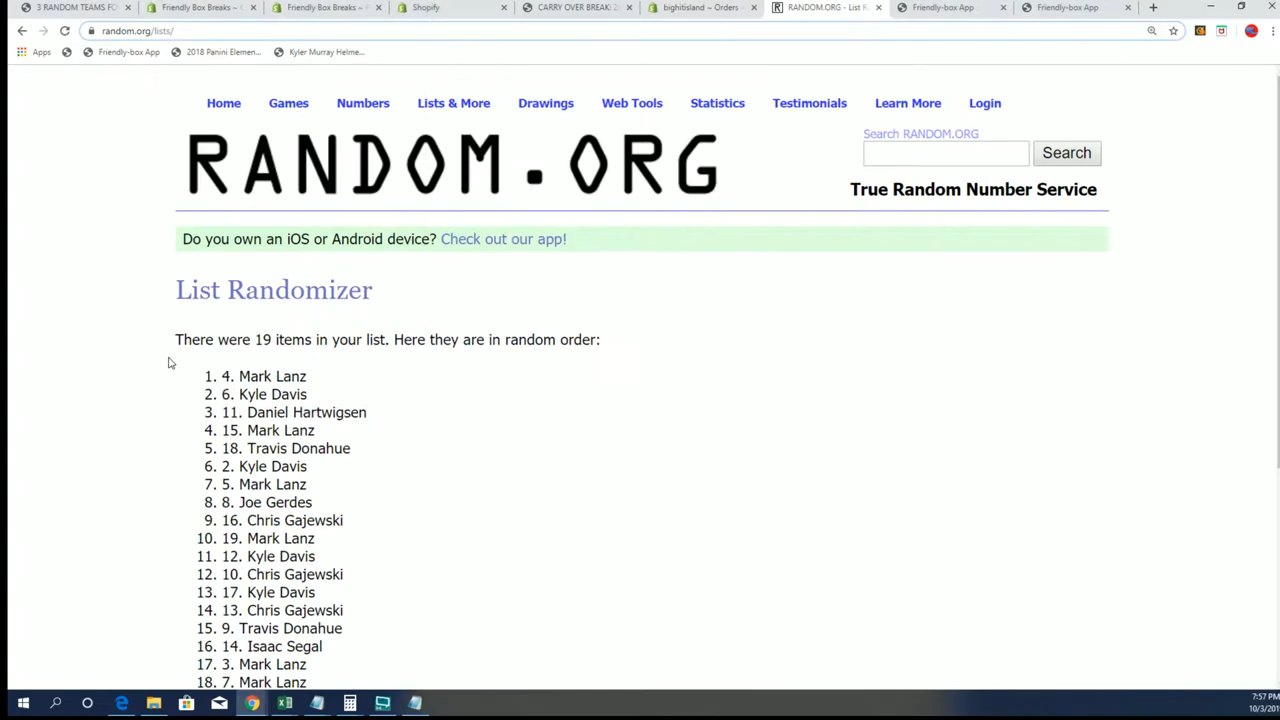 3 RANDOM TEAMS FO
Friendly Box Breaks ~ C
Friendly Box Breaks ~ P
Shopify
CARRY OVER BREAK: 2
bighitisland ~ Orders ~
RANDOM.ORG - List R
Friendly-box App
Friendly-box App
random.org/lists/
Apps
Friendly-box App
2018 Panini Elemen...
Kyler Murray Helme...
Home
Games
Numbers
Lists & More
Drawings
Web Tools
Statistics
Testimonials
Learn More
Login
RANDOM.ORG
Search RANDOM.ORG
Search
True Random Number Service
Do you own an iOS or Android device? Check out our app!
List Randomizer
There were 19 items in your list. Here they are in random order:
1. 4. Mark Lanz
2. 6. Kyle Davis
3. 11. Daniel Hartwigsen
4. 15. Mark Lanz
5. 18. Travis Donahue
6. 2. Kyle Davis
7. 5. Mark Lanz
8. 8. Joe Gerdes
9. 16. Chris Gajewski
10. 19. Mark Lanz
11. 12. Kyle Davis
12. 10. Chris Gajewski
13. 17. Kyle Davis
14. 13. Chris Gajewski
15. 9. Travis Donahue
16. 14. Isaac Segal
17. 3. Mark Lanz
18. 7. Mark Lanz
7:57 PM
10/3/201